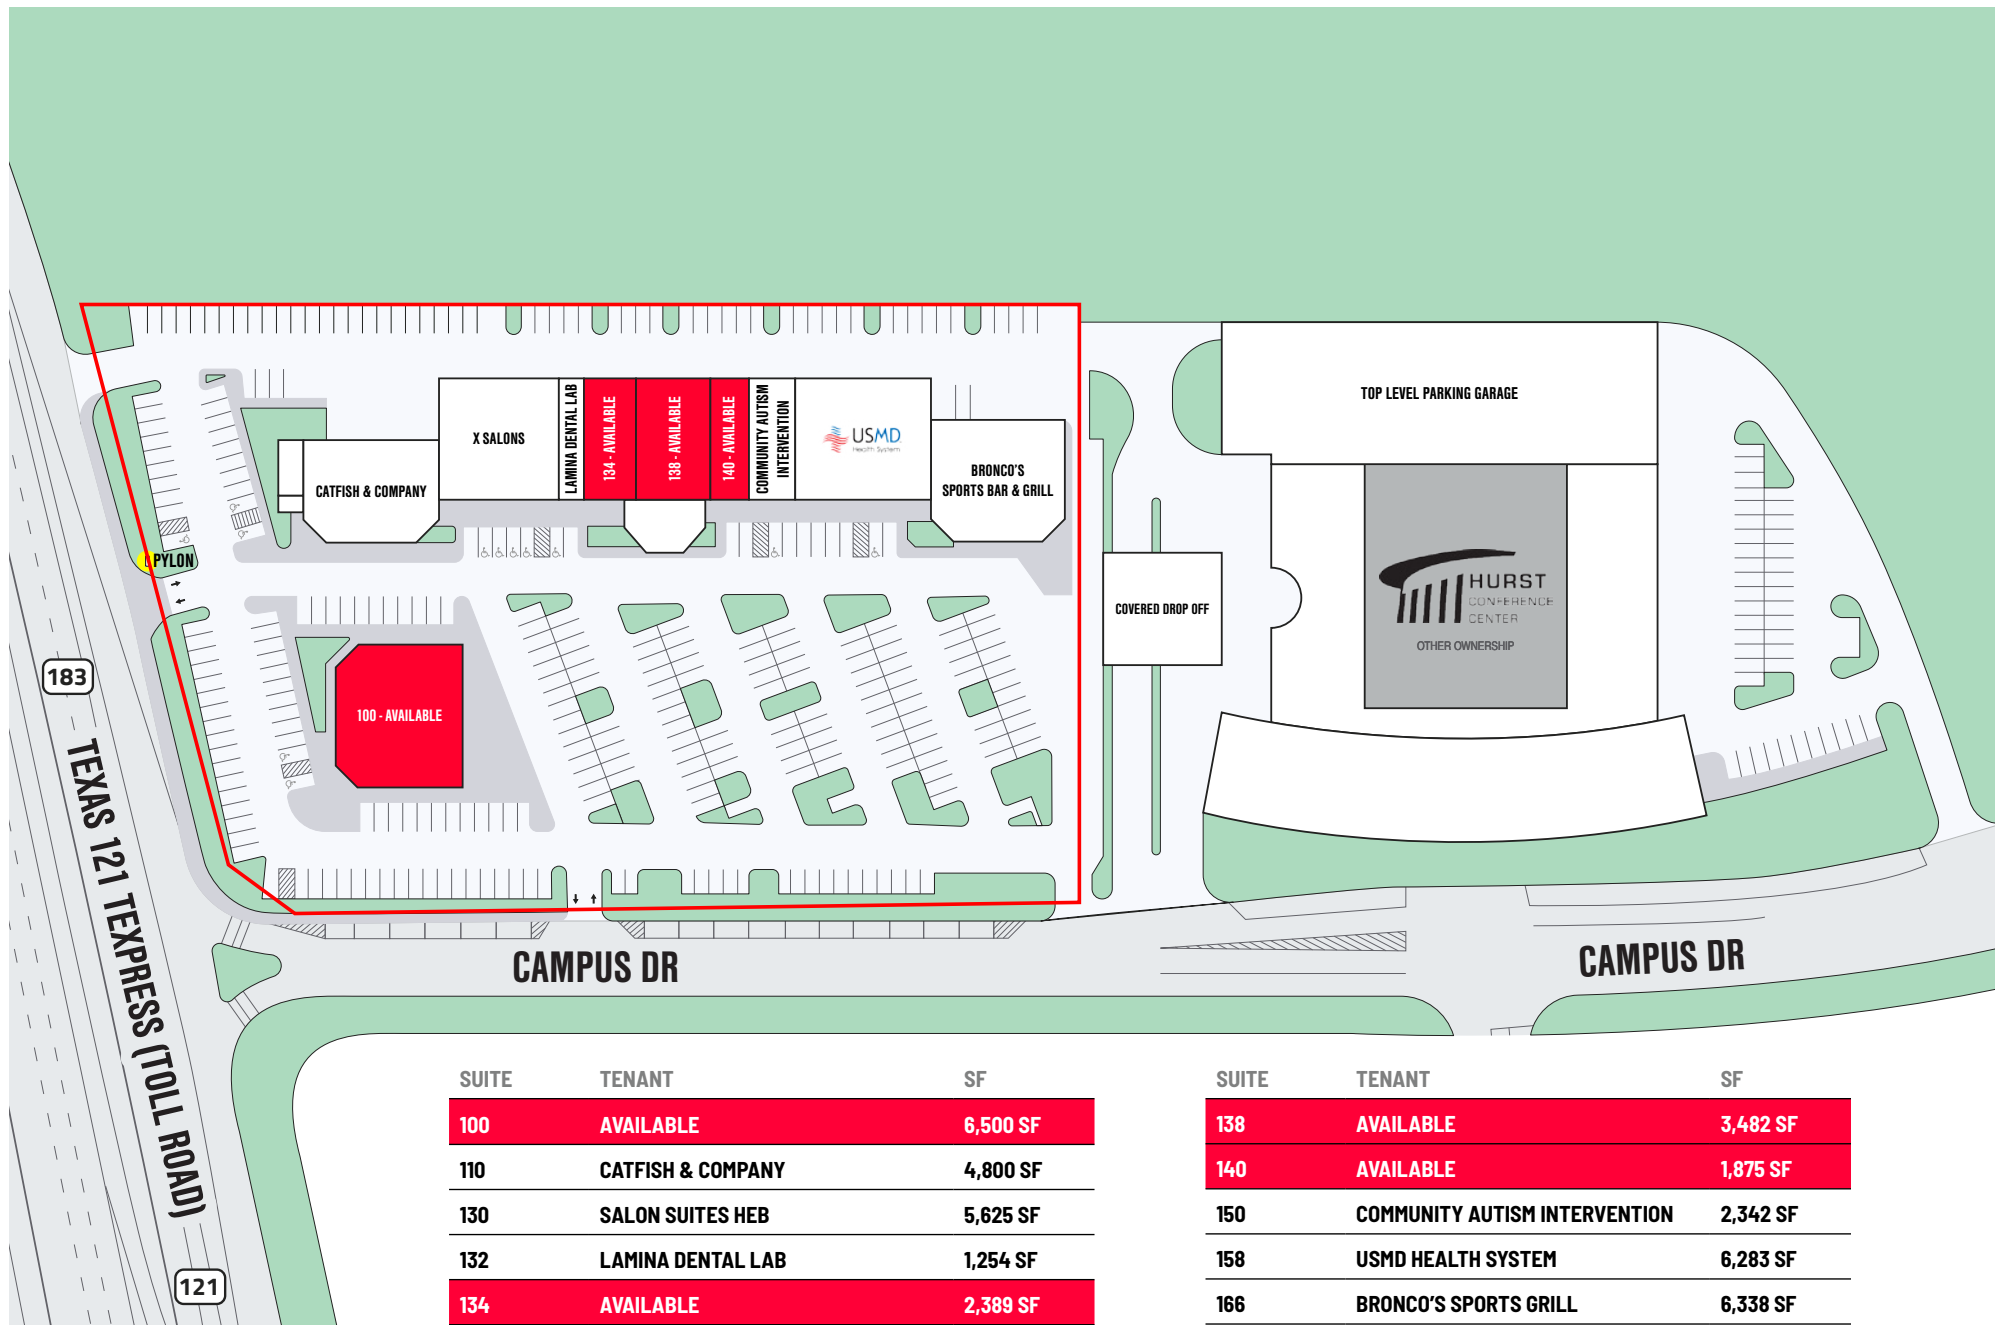 X SALONS
LAMINA DENTAL LAB
134 - AVAILABLE
138 - AVAILABLE
140 - AVAILABLE
COMMUNITY AUTISM
INTERVENTION
USMD
Health System
CATFISH & COMPANY
BRONCO'S
SPORTS BAR & GRILL
TOP LEVEL PARKING GARAGE
PYLON
COVERED DROP OFF
HURST
CONFERENCE
CENTER
OTHER OWNERSHIP
100 - AVAILABLE
183
TEXAS 121 TEXPRESS (TOLL ROAD)
121
CAMPUS DR
CAMPUS DR
SUITE TENANT SF
100 AVAILABLE 6,500 SF
110 CATFISH & COMPANY 4,800 SF
130 SALON SUITES HEB 5,625 SF
132 LAMINA DENTAL LAB 1,254 SF
134 AVAILABLE 2,389 SF
SUITE TENANT SF
138 AVAILABLE 3,482 SF
140 AVAILABLE 1,875 SF
150 COMMUNITY AUTISM INTERVENTION 2,342 SF
158 USMD HEALTH SYSTEM 6,283 SF
166 BRONCO'S SPORTS GRILL 6,338 SF